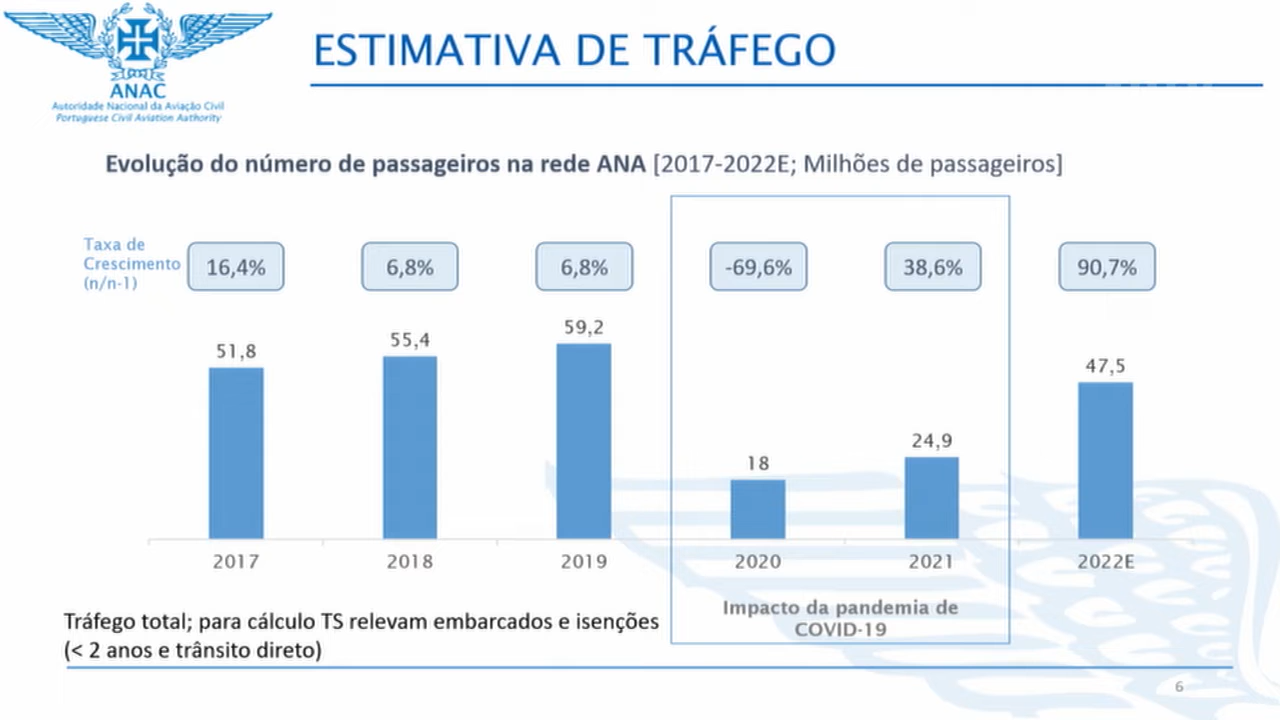 ANAC
Autoridade Nacional da Aviação Civil
Portuguese Civil Aviation Authority
ESTIMATIVA DE TRÁFEGO
Evolução do número de passageiros na rede ANA [2017-2022E; Milhões de passageiros]
Taxa de
Crescimento
(n/n-1)
16,4% 6,8% 6,8% -69,6% 38,6% 90,7%
51,8 55,4 59,2 18 24,9 47,5
2017 2018 2019 2020 2021 2022E
Impacto da pandemia de
COVID-19
Tráfego total; para cálculo TS relevam embarcados e isenções
(< 2 anos e trânsito direto)
6